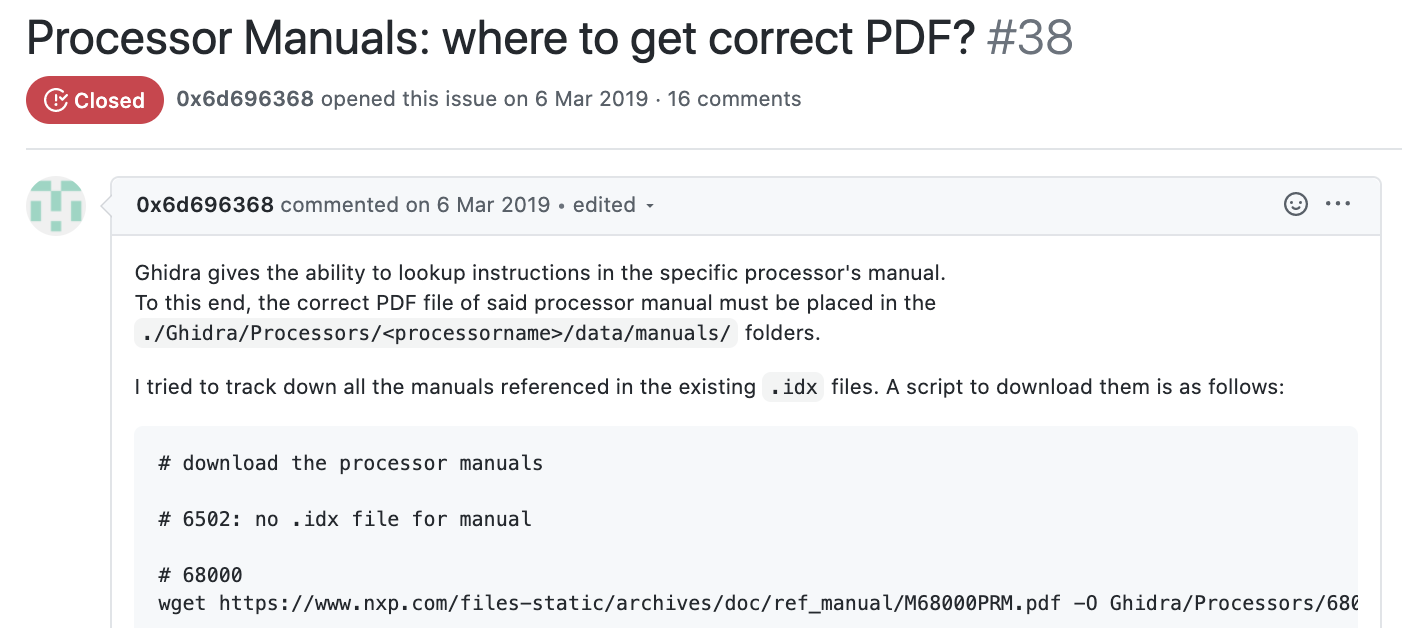 Processor Manuals: where to get correct PDF? #38
Closed 0x6d696368 opened this issue on 6 Mar 2019 · 16 comments
0x6d696368 commented on 6 Mar 2019 • edited
Ghidra gives the ability to lookup instructions in the specific processor's manual.
To this end, the correct PDF file of said processor manual must be placed in the
./Ghidra/Processors/<processorname>/data/manuals/ folders.
I tried to track down all the manuals referenced in the existing .idx files. A script to download them is as follows:
# download the processor manuals
# 6502: no .idx file for manual
# 68000
wget https://www.nxp.com/files-static/archives/doc/ref_manual/M68000PRM.pdf -O Ghidra/Processors/680